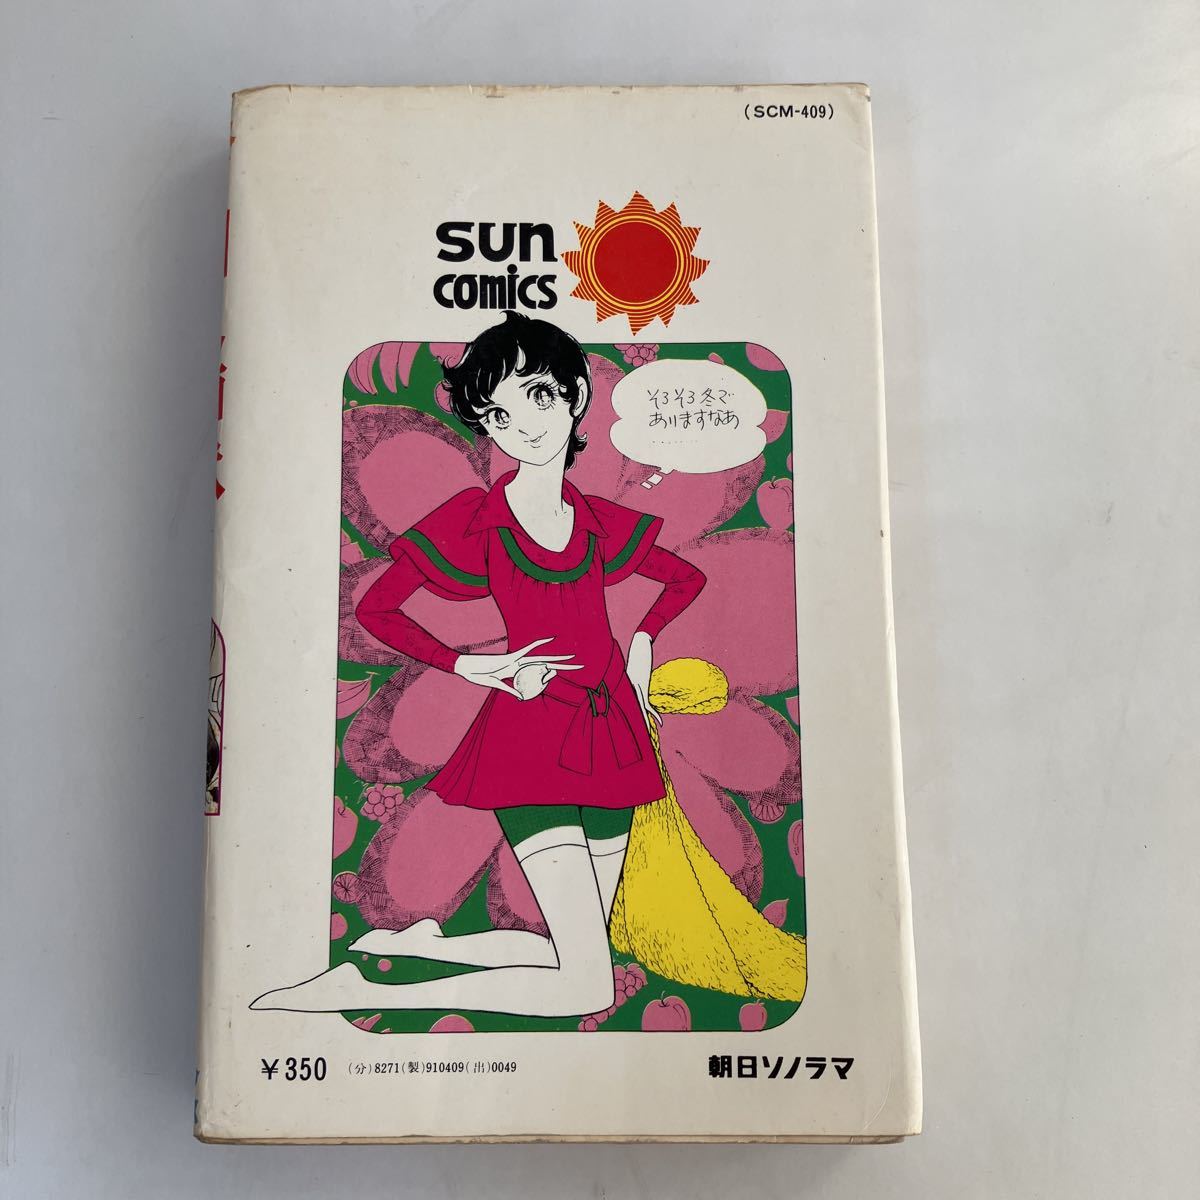 (SCM-409)
sun
comics
そろそろ冬で
ありますなあ
.........
¥350
(分)8271(製)910409(出)0049
朝日ソノラマ